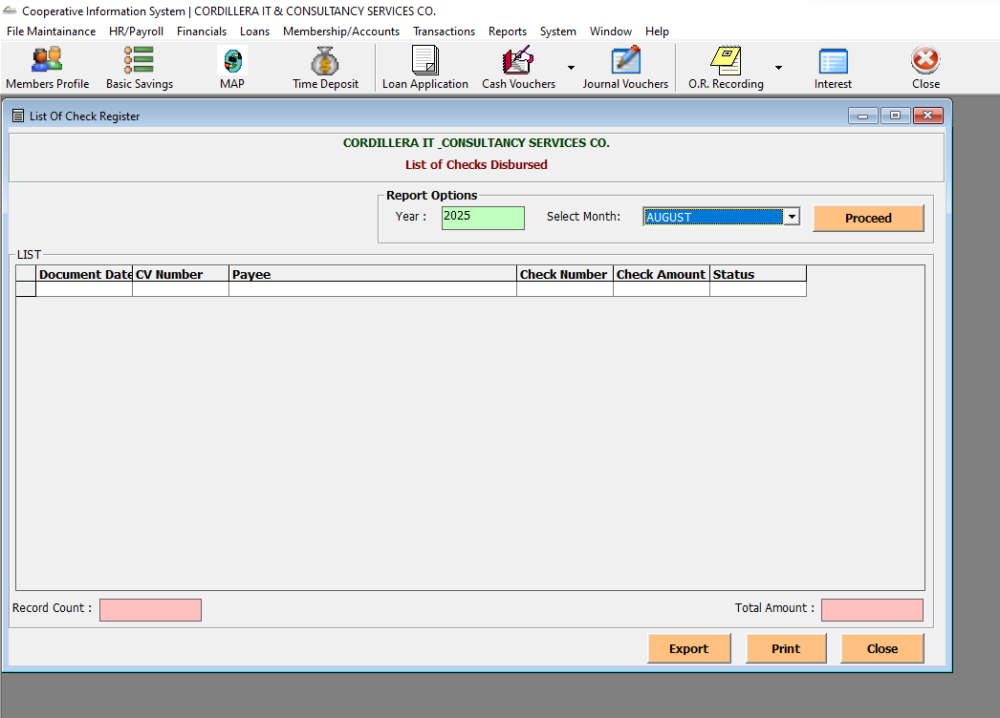 Cooperative Information System | CORDILLERA IT & CONSULTANCY SERVICES CO.
File Maintainance HR/Payroll Financials Loans Membership/Accounts Transactions Reports System Window Help
Members Profile Basic Savings MAP Time Deposit Loan Application Cash Vouchers Journal Vouchers O.R. Recording Interest Close
List Of Check Register
CORDILLERA IT _CONSULTANCY SERVICES CO.
List of Checks Disbursed
Report Options
Year : 2025 Select Month: AUGUST Proceed
LIST
Document Date CV Number Payee Check Number Check Amount Status
Record Count : Total Amount :
Export Print Close